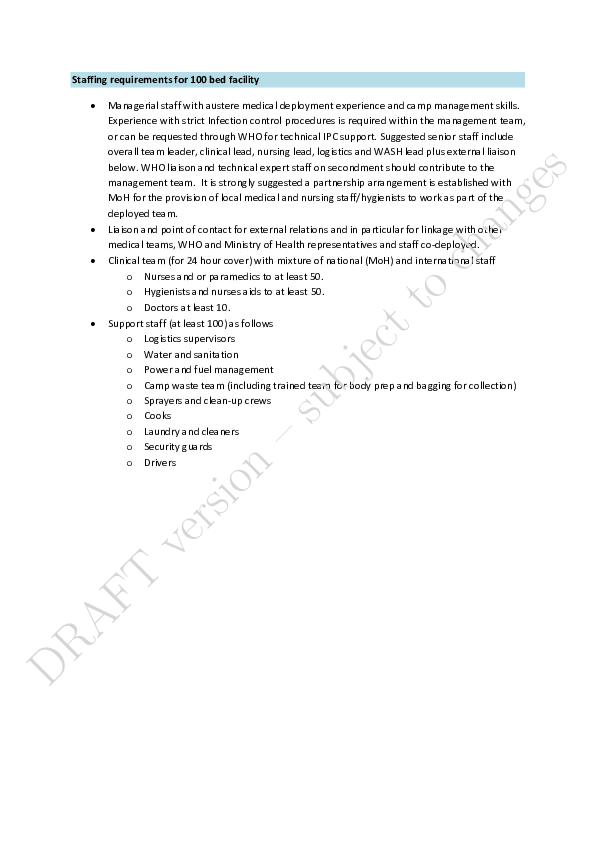 Staffing requirements for 100 bed facility
• Managerial staff with austere medical deployment experience and camp management skills.
Experience with strict Infection control procedures is required within the management team,
or can be requested through WHO for technical IPC support. Suggested senior staff include
overall team leader, clinical lead, nursing lead, logistics and WASH lead plus external liaison
below. WHO liaison and technical expert staff on secondment should contribute to the
management team. It is strongly suggested a partnership arrangement is established with
MoH for the provision of local medical and nursing staff/hygienists to work as part of the
deployed team.
• Liaison and point of contact for external relations and in particular for linkage with other
medical teams, WHO and Ministry of Health representatives and staff co-deployed.
• Clinical team (for 24 hour cover) with mixture of national (MoH) and international staff
o Nurses and or paramedics to at least 50.
o Hygienists and nurses aids to at least 50.
o Doctors at least 10.
• Support staff (at least 100) as follows
o Logistics supervisors
o Water and sanitation
o Power and fuel management
o Camp waste team (including trained team for body prep and bagging for collection)
o Sprayers and clean-up crews
o Cooks
o Laundry and cleaners
o Security guards
o Drivers
DRAFT version – subject to changes